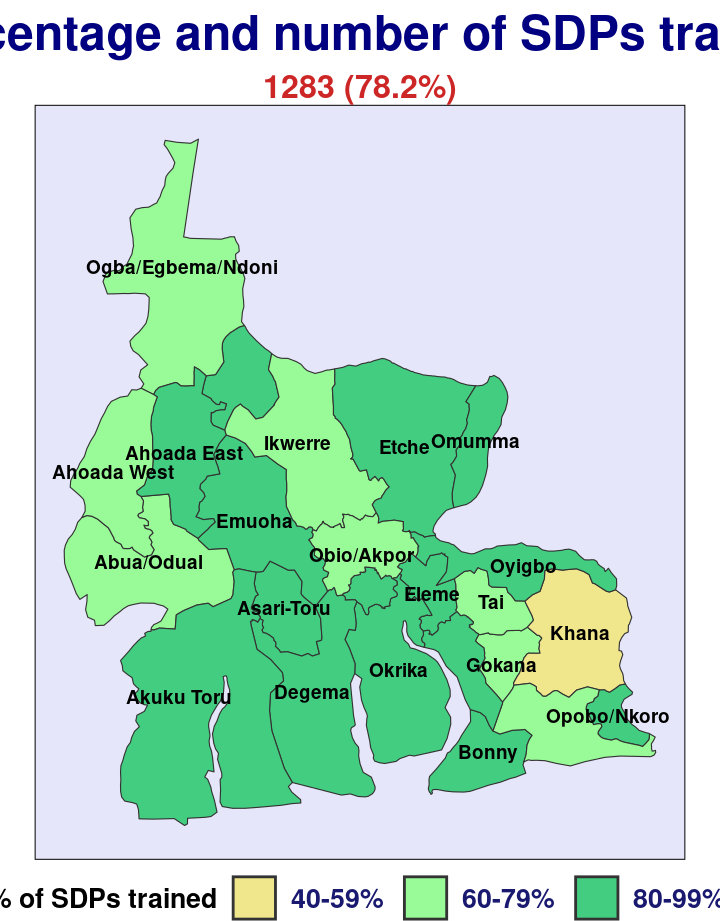 centage and number of SDPs tra
1283 (78.2%)
Ogba/Egbema/Ndoni
Ikwerre
Etche
Omumma
Ahoada East
Ahoada West
Emuoha
Obio/Akpor
Abua/Odual
Oyigbo
Eleme
Tai
Asari-Toru
Khana
Gokana
Okrika
Degema
Akuku Toru
Opobo/Nkoro
Bonny
% of SDPs trained
40-59%
60-79%
80-99%